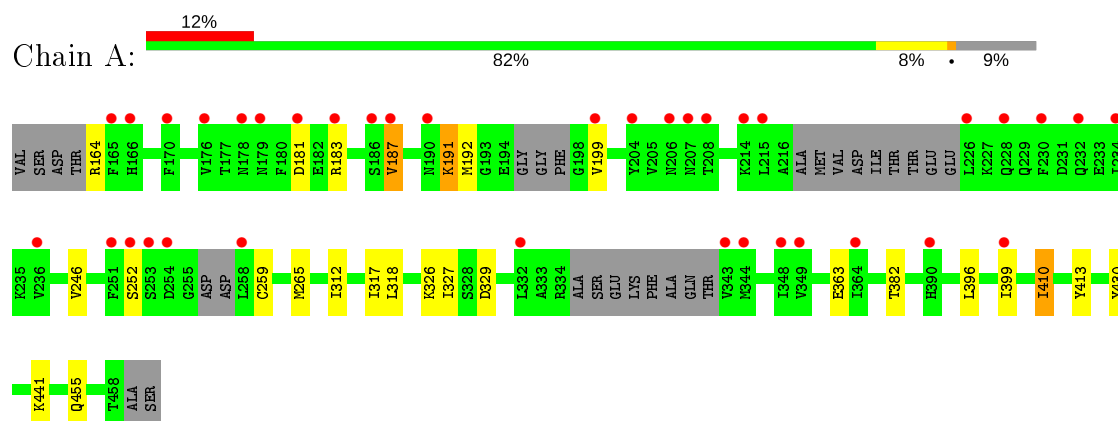 12%
Chain A:
82% 8% • 9%
VAL SER ASP THR R164 F165 H166 F170 V176 T177 N178 N179 F180 D181 E182 R183 S186 V187 N190 K191 M192 G193 E194 GLY GLY PHE G198 V199 Y204 V205 N206 N207 T208 K214 L215 A216 ALA MET VAL ASP ILE THR THR GLU GLU L226 K227 Q228 Q229 F230 D231 Q232 E233
K235 V236 V246 F251 S252 S253 D254 G255 ASP ASP L258 C259 M265 I312 I317 L318 K326 I327 S328 D329 L332 A333 R334 ALA SER GLU LYS PHE ALA GLN THR V343 M344 I348 V349 E363 I364 T382 H390 L396 I399 I410 Y413
K441 Q455 T458 ALA SER